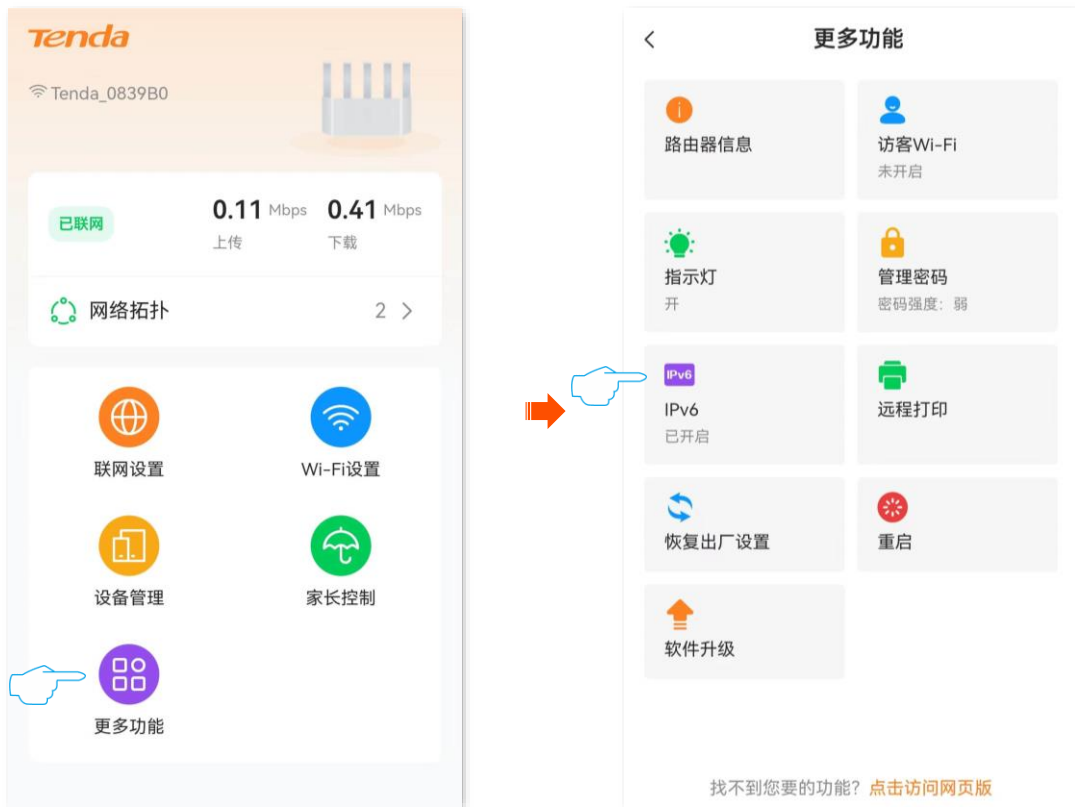 Tenda
Tenda_0839B0
已联网
0.11 Mbps
上传
0.41 Mbps
下载
网络拓扑 2
联网设置
Wi-Fi设置
设备管理
家长控制
更多功能
更多功能
路由器信息
访客Wi-Fi
未开启
指示灯
开
管理密码
密码强度：弱
IPv6
IPv6
已开启
远程打印
恢复出厂设置
重启
软件升级
找不到您要的功能？点击访问网页版